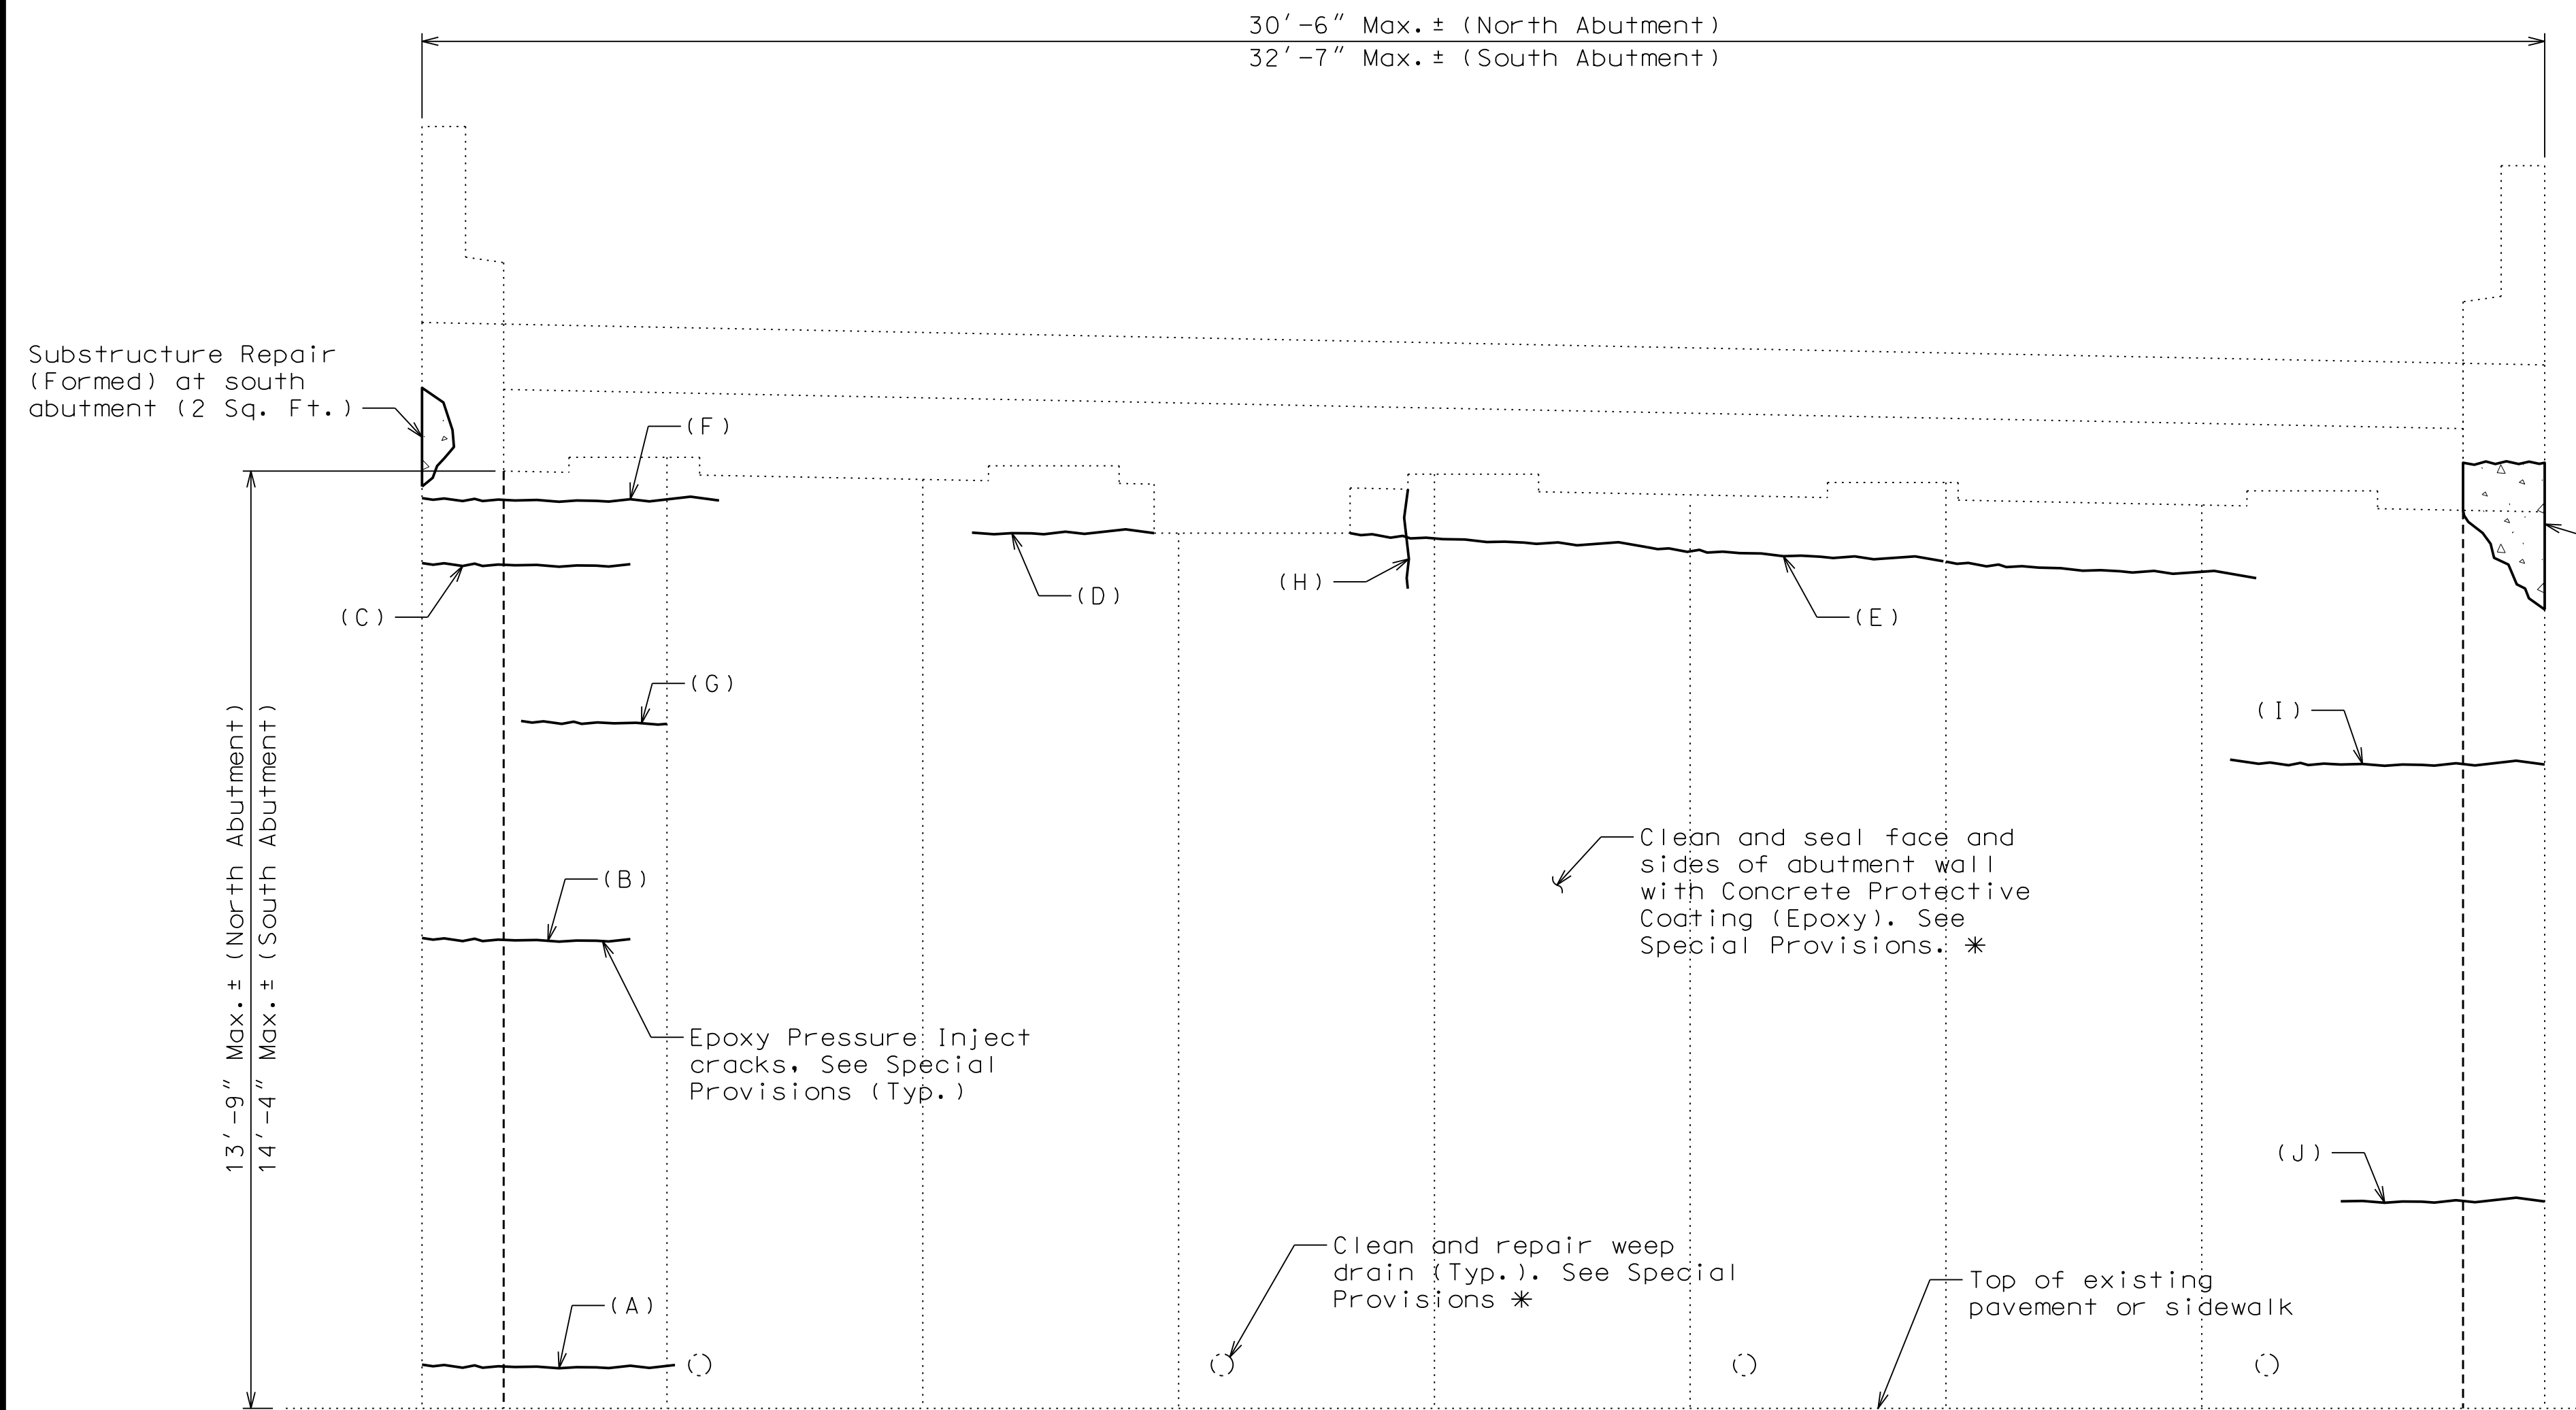 30'-6" Max.± (North Abutment)
32'-7" Max.± (South Abutment)
Substructure Repair
(Formed) at south
abutment (2 Sq. Ft.)
(F)
(C)
(D)
(H)
(E)
(G)
(I)
13'-9" Max.± (North Abutment)
14'-4" Max.± (South Abutment)
Clean and seal face and
sides of abutment wall
with Concrete Protective
Coating (Epoxy). See
Special Provisions. *
(B)
Epoxy Pressure Inject
cracks. See Special
Provisions (Typ.)
(J)
Clean and repair weep
drain (Typ.). See Special
Provisions *
Top of existing
pavement or sidewalk
(A)